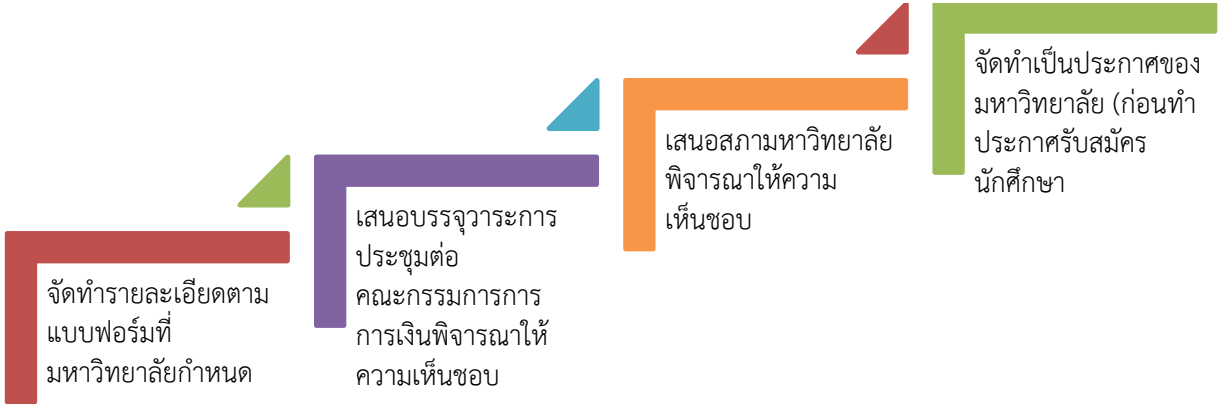 จัดทำรายละเอียดตาม
แบบฟอร์มที่
มหาวิทยาลัยกำหนด
เสนอบรรจุวาระการ
ประชุมต่อ
คณะกรรมการการ
การเงินพิจารณาให้
ความเห็นชอบ
เสนอสภามหาวิทยาลัย
พิจารณาให้ความ
เห็นชอบ
จัดทำเป็นประกาศของ
มหาวิทยาลัย (ก่อนทำ
ประกาศรับสมัคร
นักศึกษา